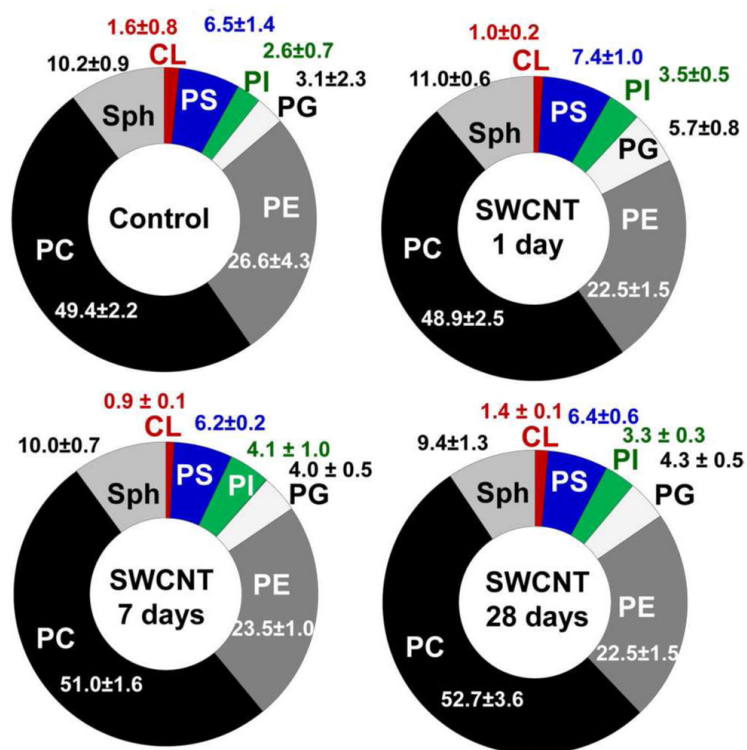 1.6±0.8
6.5±1.4
10.2±0.9
CL
2.6±0.7
PI
3.1±2.3
Sph
PS
PG
Control
PE
PC
26.6±4.3
49.4±2.2
1.0±0.2
CL
7.4±1.0
11.0±0.6
PI
3.5±0.5
Sph
PS
5.7±0.8
PG
SWCNT
1 day
PE
PC
22.5±1.5
48.9±2.5
0.9 ± 0.1
6.2±0.2
CL
10.0±0.7
4.1 ± 1.0
4.0 ± 0.5
Sph
PS
PI
PG
SWCNT
7 days
PE
PC
23.5±1.0
51.0±1.6
1.4 ± 0.1
6.4±0.6
9.4±1.3
CL
3.3 ± 0.3
PI
4.3 ± 0.5
Sph
PS
PG
SWCNT
28 days
PE
PC
22.5±1.5
52.7±3.6